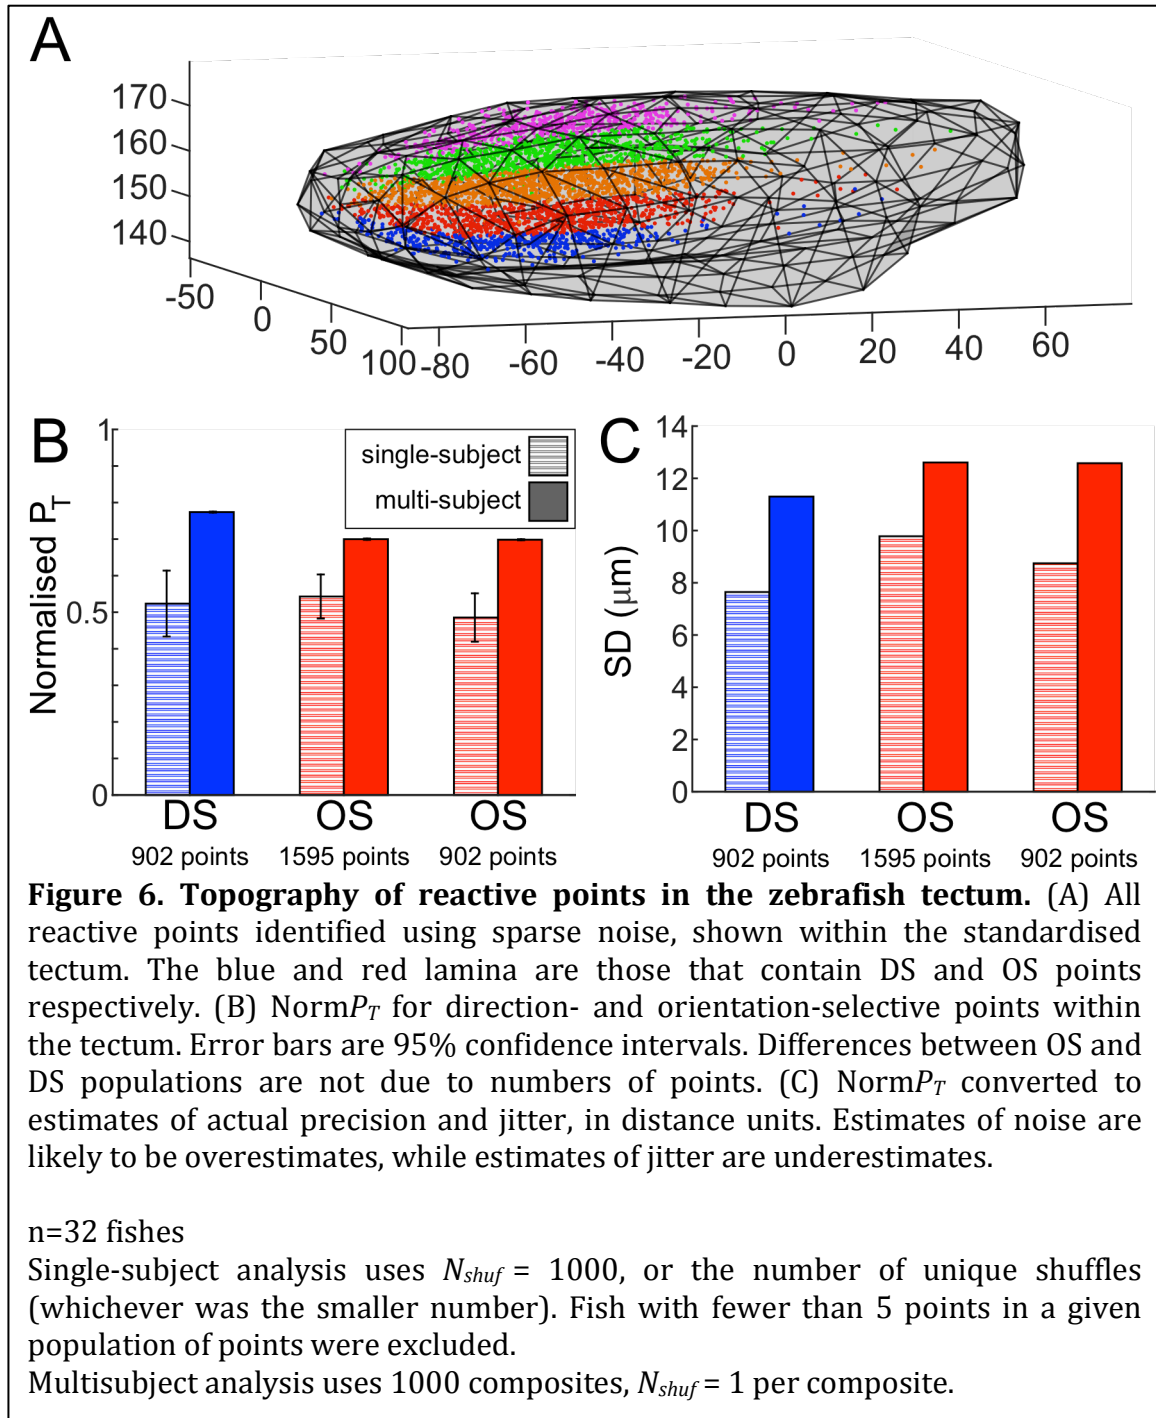 A
170
160
150
140
-50
0
50
100
-80
-60
-40
-20
0
20
40
60
B
1
0.5
0
Normalised P_T
single-subject
multi-subject
DS
OS
OS
902 points
1595 points
902 points
C
14
12
10
8
6
4
2
0
SD (μm)
DS
OS
OS
902 points
1595 points
902 points
Figure 6. Topography of reactive points in the zebrafish tectum. (A) All
reactive points identified using sparse noise, shown within the standardised
tectum. The blue and red lamina are those that contain DS and OS points
respectively. (B) NormP_T for direction- and orientation-selective points within
the tectum. Error bars are 95% confidence intervals. Differences between OS and
DS populations are not due to numbers of points. (C) NormP_T converted to
estimates of actual precision and jitter, in distance units. Estimates of noise are
likely to be overestimates, while estimates of jitter are underestimates.
n=32 fishes
Single-subject analysis uses N_shuf = 1000, or the number of unique shuffles
(whichever was the smaller number). Fish with fewer than 5 points in a given
population of points were excluded.
Multisubject analysis uses 1000 composites, N_shuf = 1 per composite.